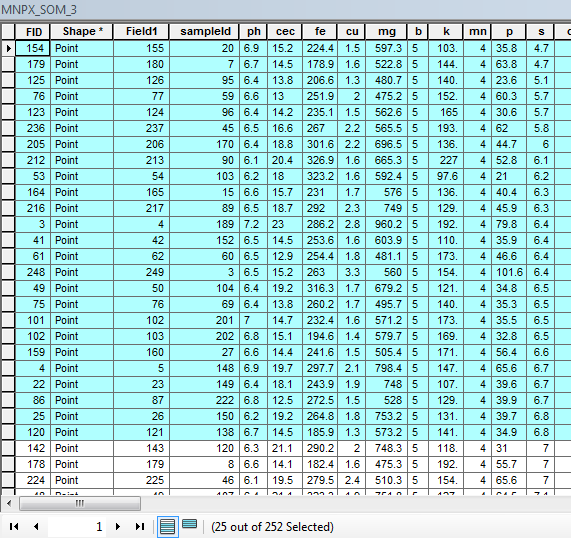 MNPX_SOM_3
FID Shape * Field1 sampleId ph cec fe cu mg b k mn p s
154 Point 155 20 6.9 15.2 224.4 1.5 597.3 5 103. 4 35.8 4.7
179 Point 180 7 6.7 14.5 178.9 1.6 522.8 5 144. 4 63.8 4.7
125 Point 126 95 6.4 13.8 206.6 1.3 480.7 5 140. 4 23.6 5.1
76 Point 77 59 6.6 13 251.9 2 475.2 5 152. 4 60.3 5.7
123 Point 124 96 6.4 14.2 235.1 1.5 562.6 5 165 4 30.6 5.7
236 Point 237 45 6.5 16.6 267 2.2 565.5 5 193. 4 62 5.8
205 Point 206 170 6.4 18.8 301.6 2.2 696.5 5 136. 4 44.7 6
212 Point 213 90 6.1 20.4 326.9 1.6 665.3 5 227 4 52.8 6.1
53 Point 54 103 6.2 18 323.2 1.6 592.4 5 97.6 4 21 6.2
164 Point 165 15 6.6 15.7 231 1.7 576 5 136. 4 40.4 6.3
216 Point 217 89 6.5 18.7 292 2.3 749 5 129. 4 45.9 6.3
3 Point 4 189 7.2 23 286.2 2.8 960.2 5 192. 4 79.8 6.4
41 Point 42 152 6.5 14.5 253.6 1.6 603.9 5 110. 4 35.9 6.4
61 Point 62 60 6.5 12.9 254.4 1.8 481.1 5 173. 4 46.6 6.4
248 Point 249 3 6.5 15.2 263 3.3 560 5 154. 4 101.6 6.4
49 Point 50 104 6.4 19.2 316.3 1.7 679.2 5 121. 4 34.8 6.5
75 Point 76 69 6.4 13.8 260.2 1.7 495.7 5 140. 4 35.3 6.5
101 Point 102 201 7 14.7 232.4 1.6 571.2 5 173. 4 35.5 6.5
102 Point 103 202 6.8 15.1 194.6 1.4 579.7 5 169. 4 32.8 6.5
159 Point 160 27 6.6 14.4 241.6 1.5 505.4 5 171. 4 56.4 6.6
4 Point 5 148 6.9 19.7 297.7 2.1 798.4 5 147. 4 65.6 6.7
22 Point 23 149 6.4 18.1 243.9 1.9 748 5 107. 4 39.6 6.7
86 Point 87 222 6.8 12.5 272.5 1.5 528 5 129. 4 39.9 6.7
25 Point 26 150 6.2 19.2 264.8 1.8 753.2 5 131. 4 39.7 6.8
120 Point 121 138 6.7 14.5 185.9 1.3 573.2 5 141. 4 34.9 6.8
142 Point 143 120 6.3 21.1 290.2 2 748.3 5 118. 4 31 7
178 Point 179 8 6.6 14.1 182.4 1.6 475.3 5 192. 4 55.7 7
224 Point 225 46 6.1 19.5 279.5 2.4 510.3 5 154. 4 65.6 7
1 (25 out of 252 Selected)